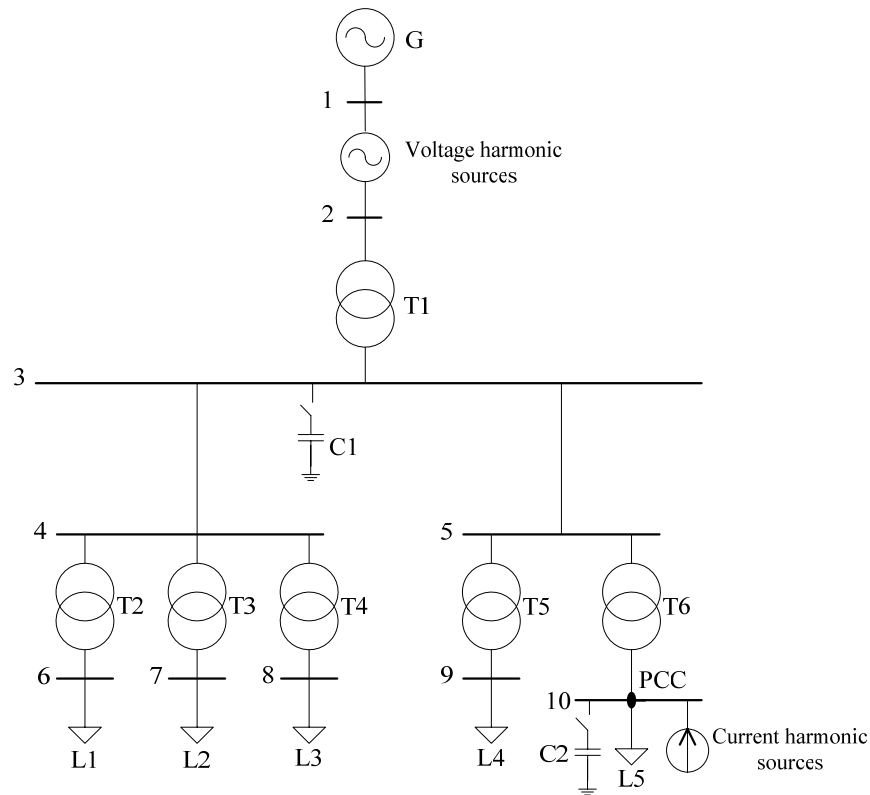 G
1
Voltage harmonic
sources
2
T1
3
C1
4
5
T2
T3
T4
T5
T6
6
7
8
9
10
PCC
L1
L2
L3
L4
C2
L5
Current harmonic
sources